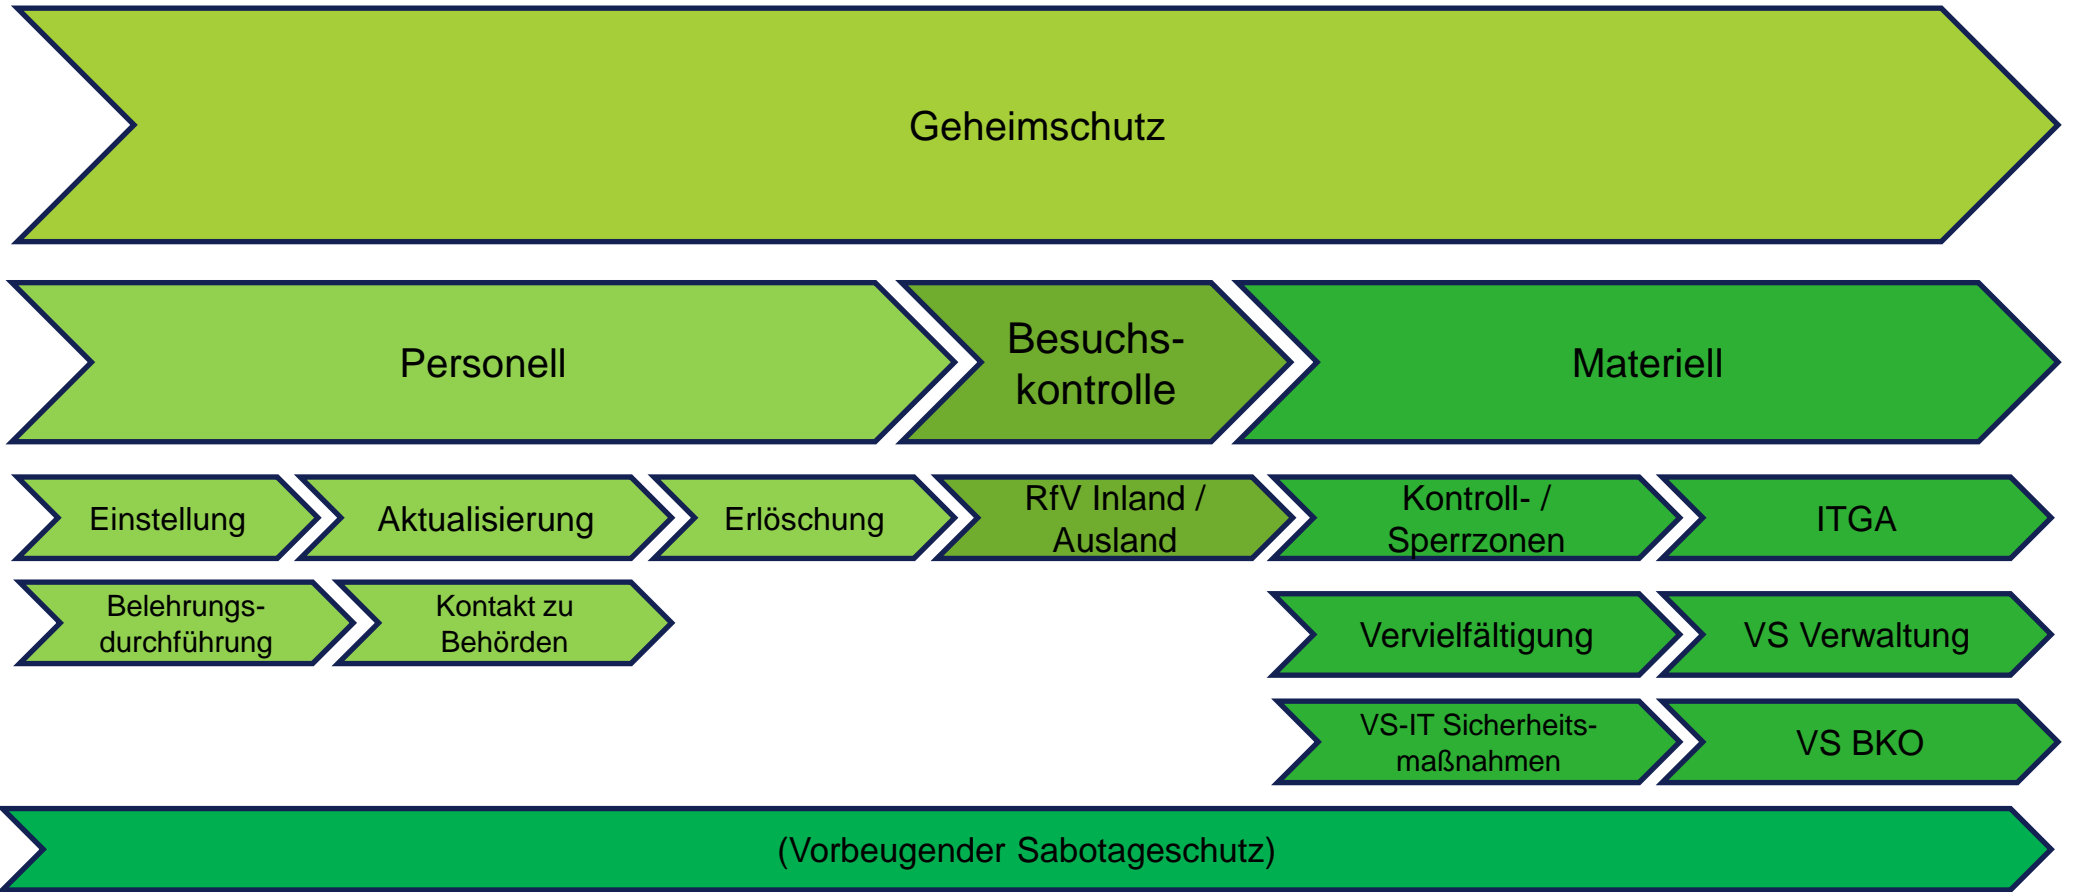 Geheimschutz
Personell
Besuchs-
kontrolle
Materiell
Einstellung
Aktualisierung
Erlöschung
RfV Inland /
Ausland
Kontroll- /
Sperrzonen
ITGA
Belehrungs-
durchführung
Kontakt zu
Behörden
Vervielfältigung
VS Verwaltung
VS-IT Sicherheits-
maßnahmen
VS BKO
(Vorbeugender Sabotageschutz)